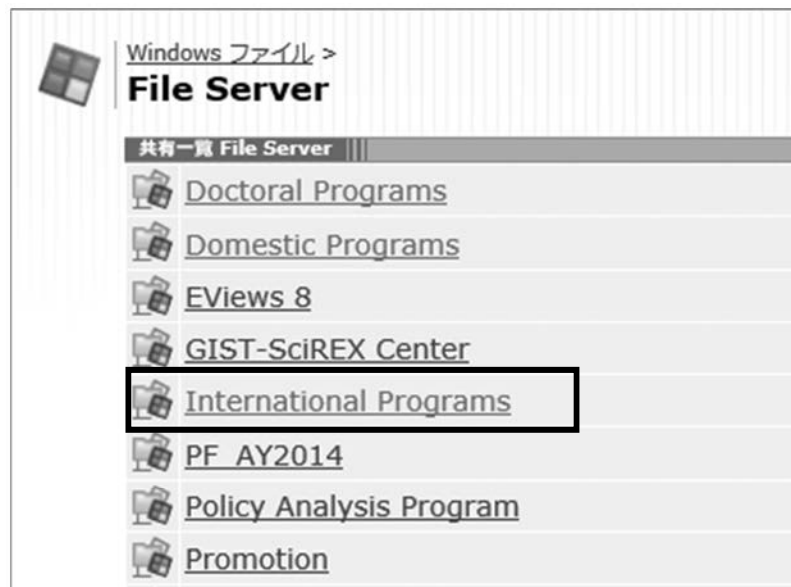 Windows ファイル >
File Server
共有一覧 File Server
Doctoral Programs
Domestic Programs
EViews 8
GIST-SciREX Center
International Programs
PF_AY2014
Policy Analysis Program
Promotion